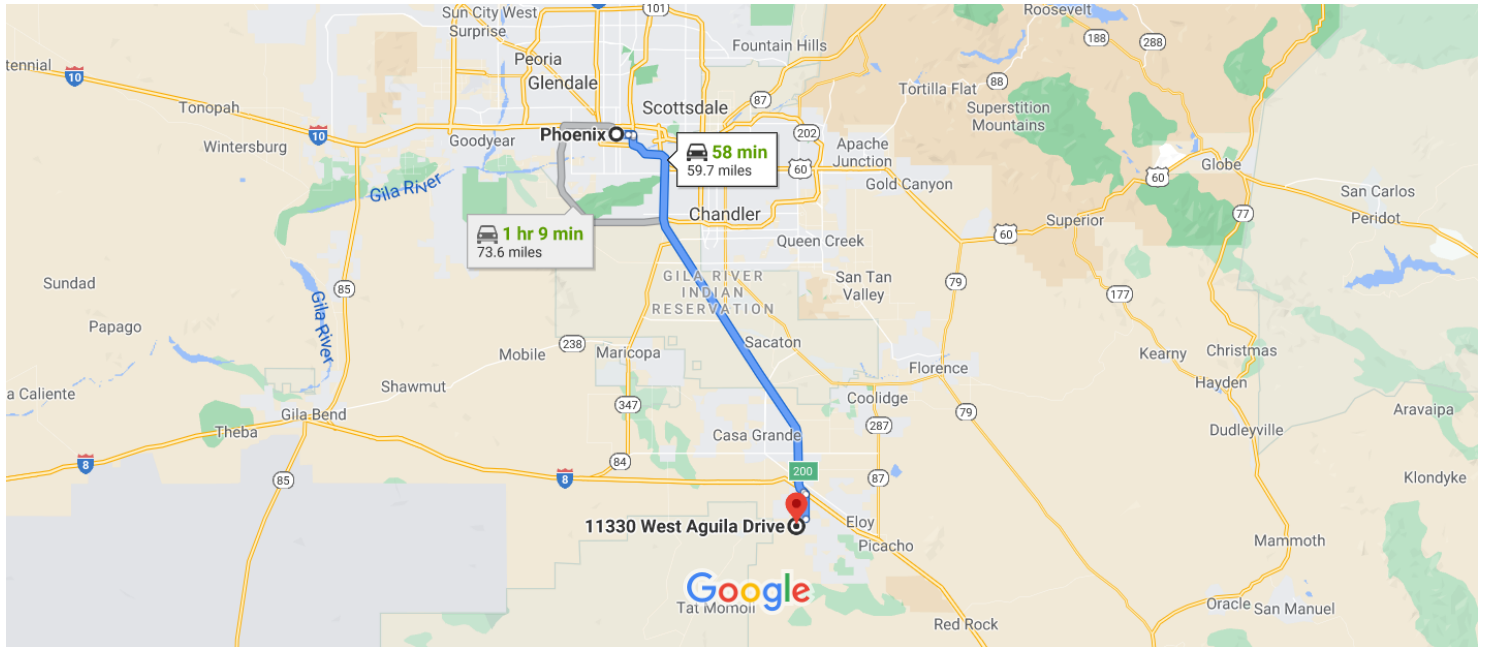 Sun City West
Surprise
101
Roosevelt
188
288
Fountain Hills
tennial
10
Peoria
Glendale
Tortilla Flat
88
Superstition
Mountains
Tonopah
10
Scottsdale
87
Wintersburg
Goodyear
Phoenix
202
Apache
Junction
58 min
59.7 miles
60
Globe
60
Gila River
Gold Canyon
San Carlos
Peridot
Chandler
77
1 hr 9 min
73.6 miles
Superior
60
Queen Creek
Sundad
85
GILA RIVER
INDIAN
RESERVATION
San Tan
Valley
79
177
Gila River
Papago
Mobile
238
Maricopa
Sacaton
Kearny
Christmas
Florence
Hayden
a Caliente
Shawmut
347
Coolidge
79
Aravaipa
Gila Bend
Theba
Casa Grande
287
Dudleyville
8
84
8
200
87
85
Klondyke
11330 West Aguila Drive
Eloy
Picacho
Mammoth
Google
Tat Momoli
Red Rock
Oracle
San Manuel